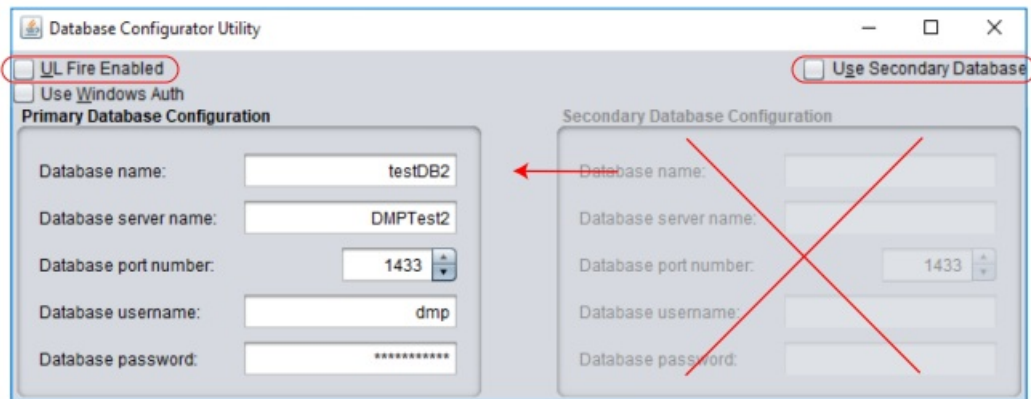 Database Configurator Utility
UL Fire Enabled
Use Secondary Database
Use Windows Auth
Primary Database Configuration
Database name: testDB2
Database server name: DMPTest2
Database port number: 1433
Database username: dmp
Database password: ***********
Secondary Database Configuration
Database name:
Database server name:
Database port number: 1433
Database username:
Database password: